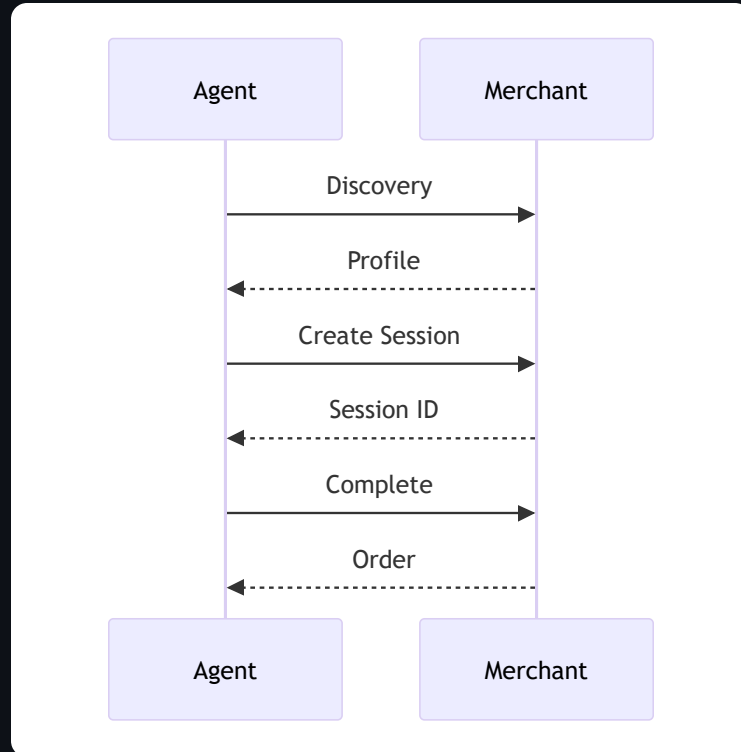 Agent
Merchant
Discovery
Profile
Create Session
Session ID
Complete
Order
Agent
Merchant